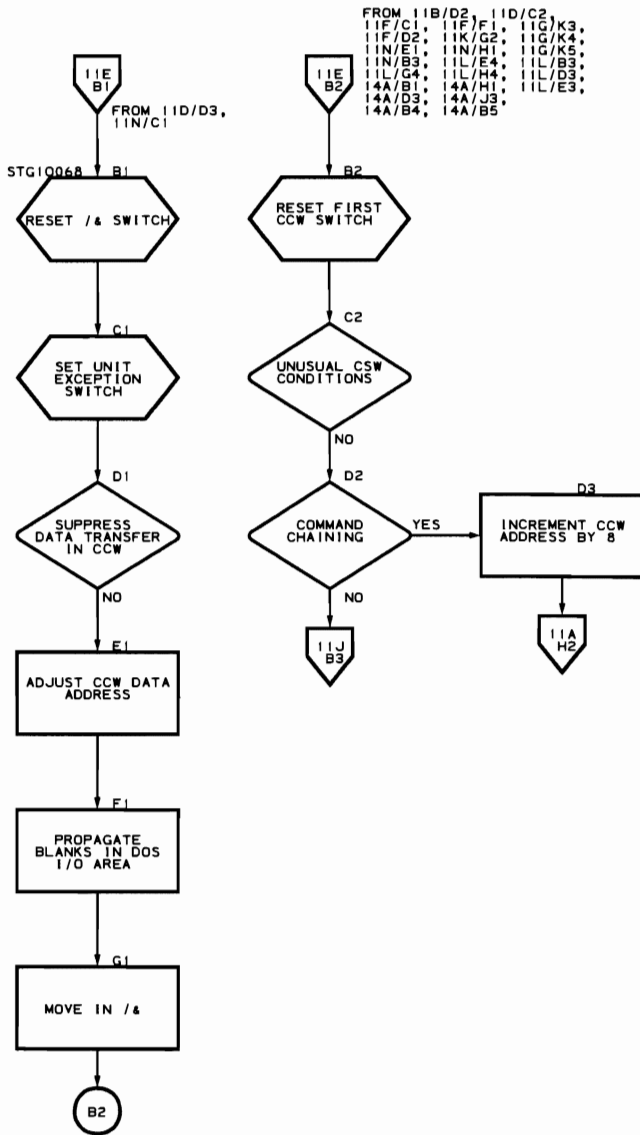 11E
B1
FROM 11D/D3,
11N/C1
STG10068 B1
RESET /& SWITCH
C1
SET UNIT
EXCEPTION
SWITCH
D1
SUPPRESS
DATA TRANSFER
IN CCW
NO
E1
ADJUST CCW DATA
ADDRESS
F1
PROPAGATE
BLANKS IN DOS
I/O AREA
G1
MOVE IN /&
B2
FROM 11B/D2, 11D/C2,
11F/C1, 11F/F1, 11G/K3,
11F/D2, 11K/G2, 11G/K4,
11N/E1, 11N/H1, 11G/K5,
11N/B3, 11L/E4, 11L/B3,
11L/G4, 11L/H4, 11L/D3,
14A/B1, 14A/H1, 11L/E3,
14A/D3, 14A/J3,
14A/B4, 14A/B5
11E
B2
B2
RESET FIRST
CCW SWITCH
C2
UNUSUAL CSW
CONDITIONS
NO
D2
COMMAND
CHAINING
YES
NO
11J
B3
D3
INCREMENT CCW
ADDRESS BY 8
11A
H2